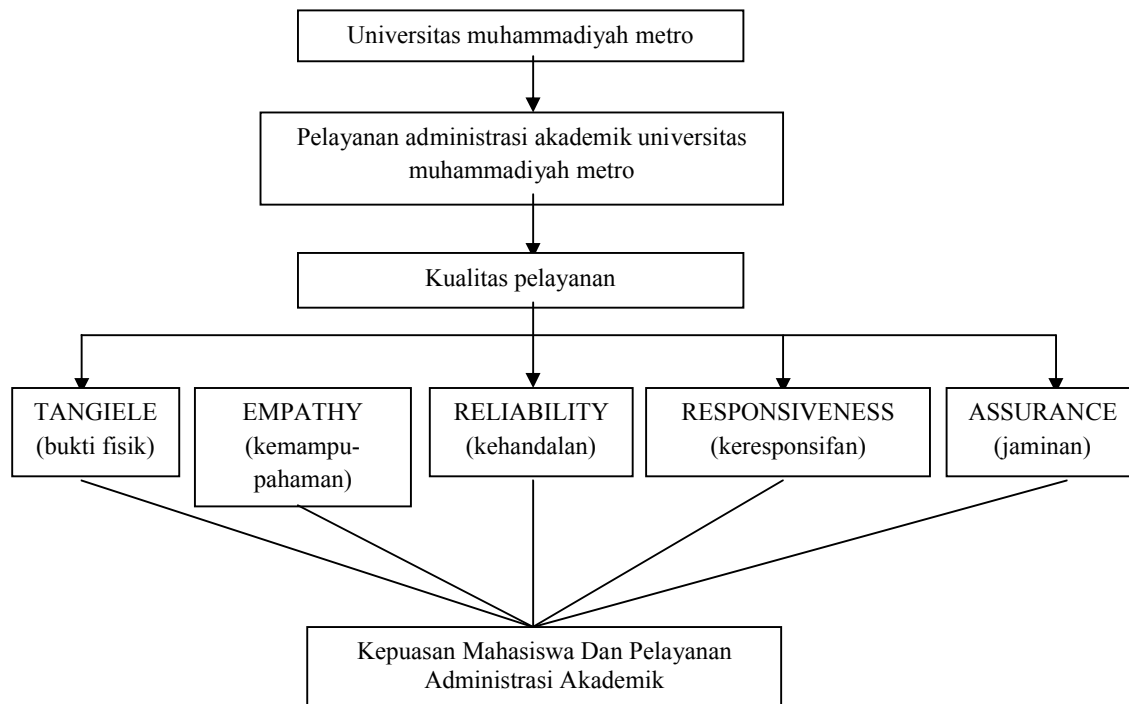 Universitas muhammadiyah metro
Pelayanan administrasi akademik universitas
muhammadiyah metro
Kualitas pelayanan
TANGIELE
(bukti fisik)
EMPATHY
(kemampu-
pahaman)
RELIABILITY
(kehandalan)
RESPONSIVENESS
(keresponsifan)
ASSURANCE
(jaminan)
Kepuasan Mahasiswa Dan Pelayanan
Administrasi Akademik